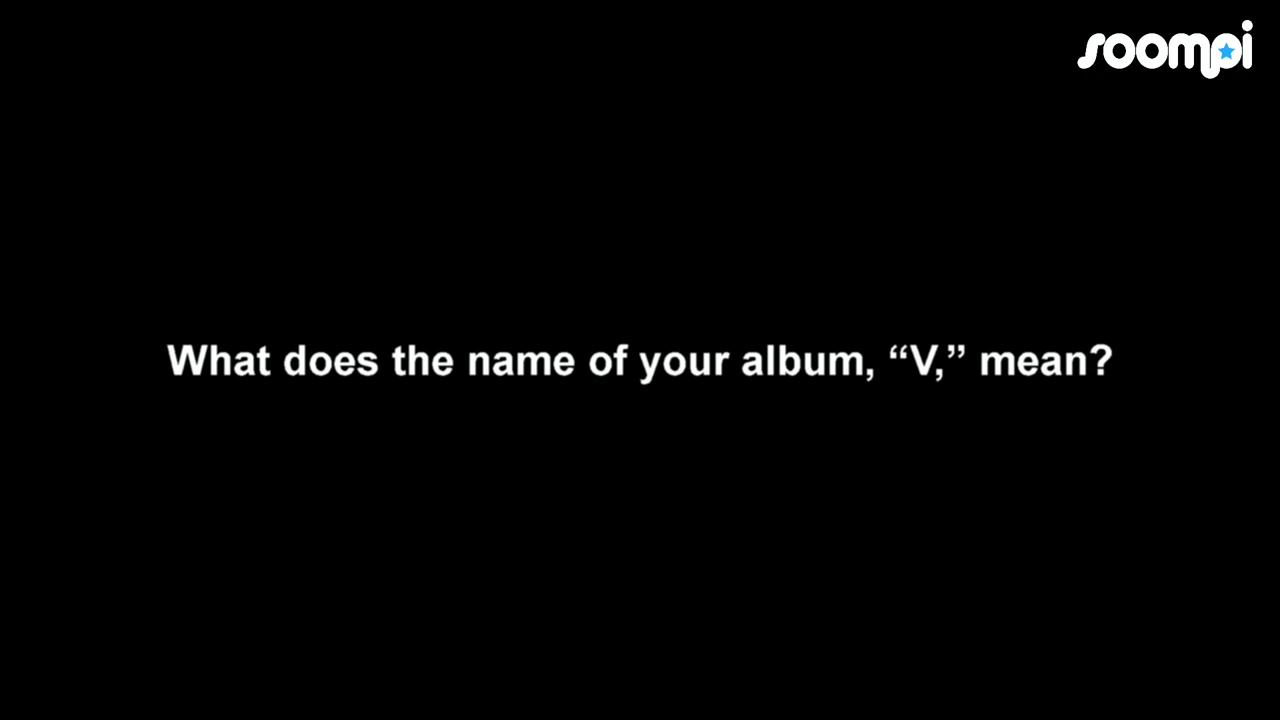 soompi
What does the name of your album, “V,” mean?